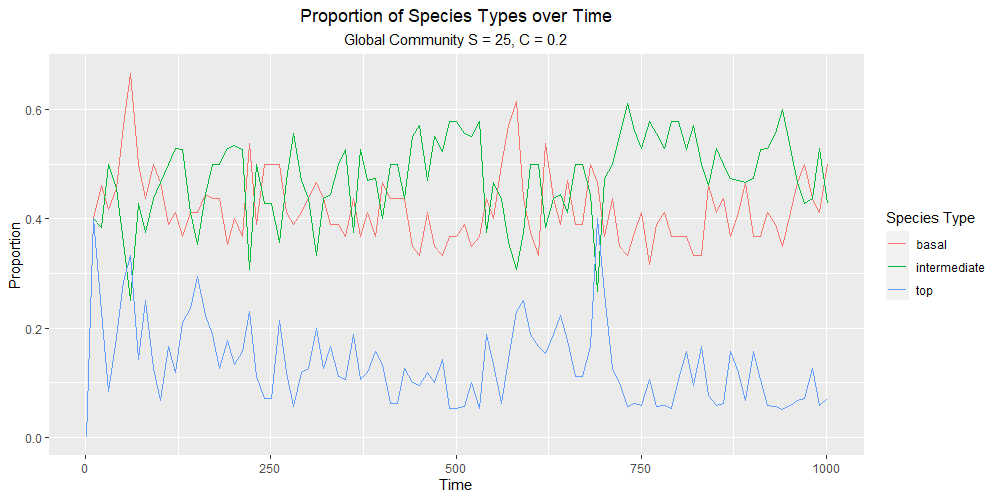 Proportion of Species Types over Time
Global Community S = 25, C = 0.2
Proportion
0.6
0.4
0.2
0.0
0
250
500
750
1000
Time
Species Type
basal
intermediate
top